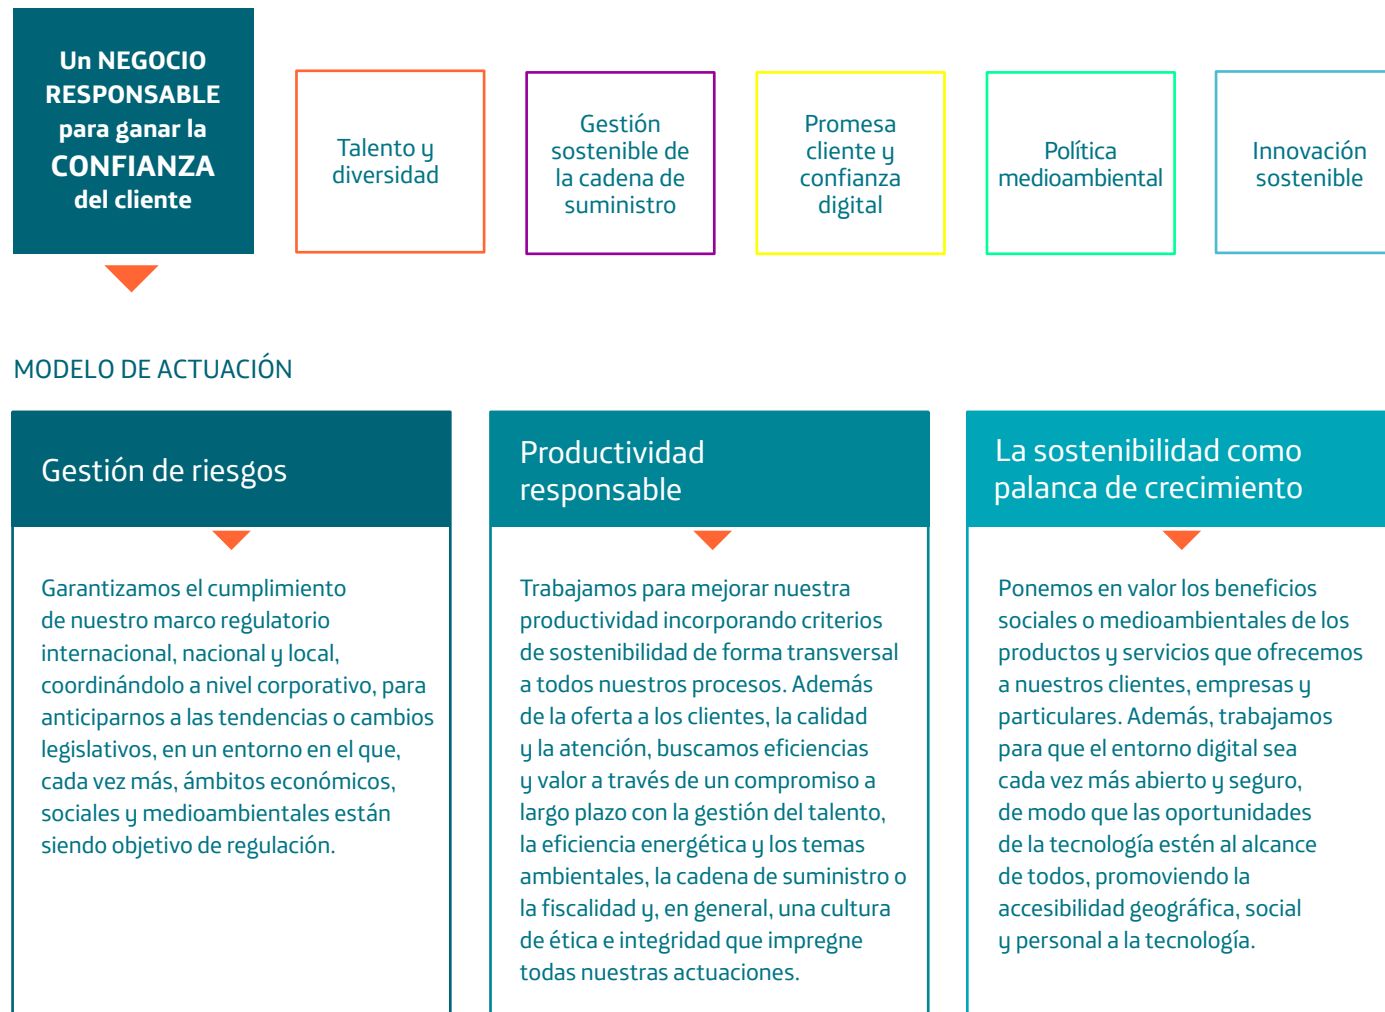 Un NEGOCIO
RESPONSABLE
para ganar la
CONFIANZA
del cliente
Talento y
diversidad
Gestión
sostenible de
la cadena de
suministro
Promesa
cliente y
confianza
digital
Política
medioambiental
Innovación
sostenible
MODELO DE ACTUACIÓN
Gestión de riesgos
Garantizamos el cumplimiento
de nuestro marco regulatorio
internacional, nacional y local,
coordinándolo a nivel corporativo, para
anticiparnos a las tendencias o cambios
legislativos, en un entorno en el que,
cada vez más, ámbitos económicos,
sociales y medioambientales están
siendo objetivo de regulación.
Productividad
responsable
Trabajamos para mejorar nuestra
productividad incorporando criterios
de sostenibilidad de forma transversal
a todos nuestros procesos. Además
de la oferta a los clientes, la calidad
y la atención, buscamos eficiencias
y valor a través de un compromiso a
largo plazo con la gestión del talento,
la eficiencia energética y los temas
ambientales, la cadena de suministro o
la fiscalidad y, en general, una cultura
de ética e integridad que impregne
todas nuestras actuaciones.
La sostenibilidad como
palanca de crecimiento
Ponemos en valor los beneficios
sociales o medioambientales de los
productos y servicios que ofrecemos
a nuestros clientes, empresas y
particulares. Además, trabajamos
para que el entorno digital sea
cada vez más abierto y seguro,
de modo que las oportunidades
de la tecnología estén al alcance
de todos, promoviendo la
accesibilidad geográfica, social
y personal a la tecnología.